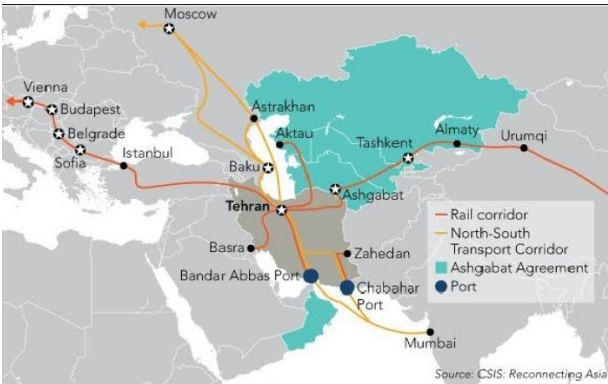 Moscow
Vienna
Budapest
Belgrade
Sofia
Istanbul
Astrakhan
Aktau
Baku
Tashkent
Almaty
Urumqi
Ashgabat
Tehran
Basra
Zahedan
Bandar Abbas Port
Chabahar
Port
Mumbai
Rail corridor
North-South
Transport Corridor
Ashgabat Agreement
Port
Source: CSIS: Reconnecting Asia